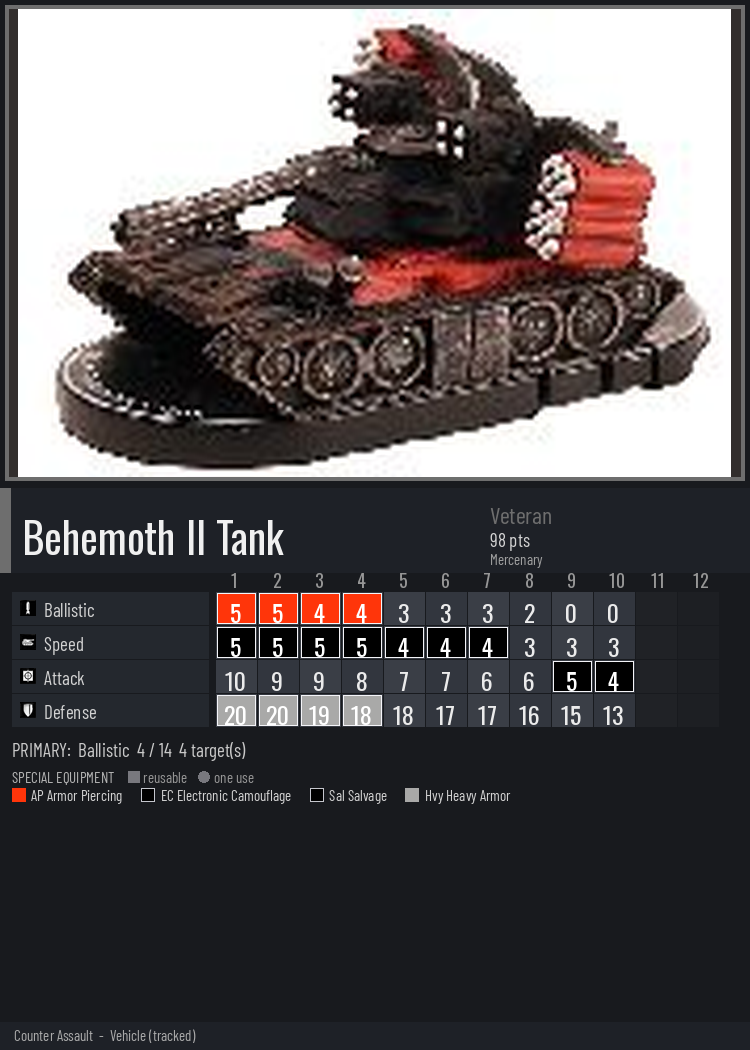 Behemoth II Tank
Veteran
98 pts
Mercenary
1 2 3 4 5 6 7 8 9 10 11 12
Ballistic 5 5 4 4 3 3 3 2 0 0
Speed 5 5 5 5 4 4 4 3 3 3
Attack 10 9 9 8 7 7 6 6 5 4
Defense 20 20 19 18 18 17 17 16 15 13
PRIMARY: Ballistic 4 / 14 4 target(s)
SPECIAL EQUIPMENT reusable one use
AP Armor Piercing EC Electronic Camouflage Sal Salvage Hvy Heavy Armor
Counter Assault - Vehicle (tracked)